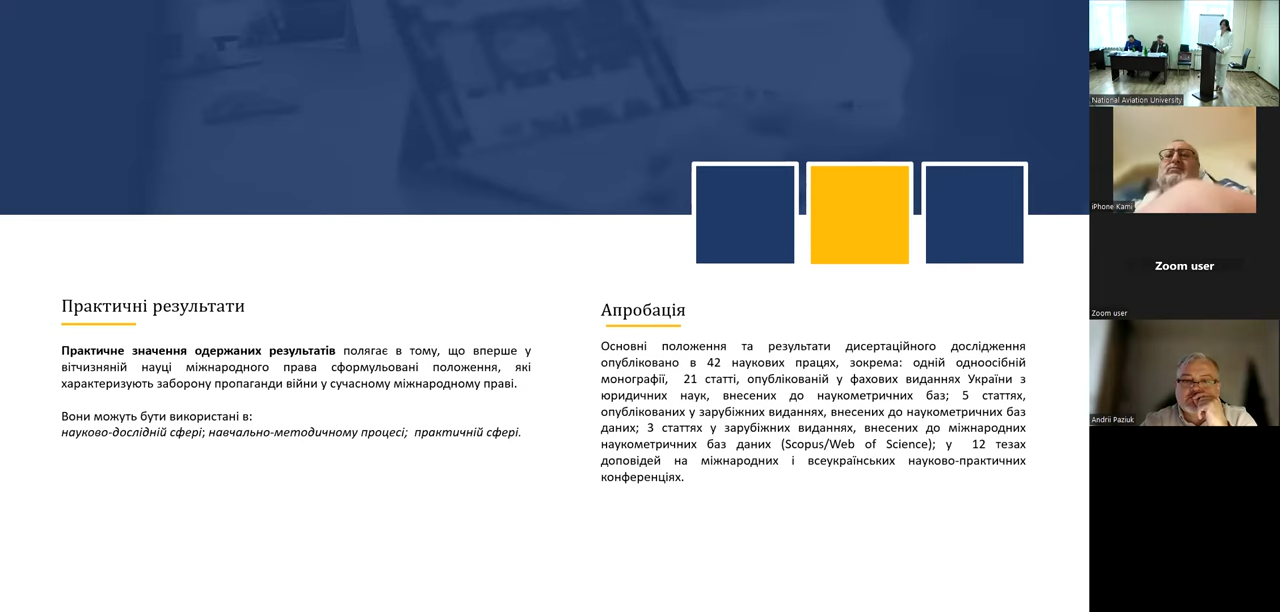 Практичні результати
Практичне значення одержаних результатів полягає в тому, що вперше у
вітчизняній науці міжнародного права сформульовані положення, які
характеризують заборону пропаганди війни у сучасному міжнародному праві.
Вони можуть бути використані в:
науково-дослідній сфері; навчально-методичному процесі; практичній сфері.
Апробація
Основні положення та результати дисертаційного дослідження
опубліковано в 42 наукових працях, зокрема: одній одноосібній
монографії, 21 статті, опублікованій у фахових виданнях України з
юридичних наук, внесених до наукометричних баз; 5 статтях,
опублікованих у зарубіжних виданнях, внесених до наукометричних баз
даних; 3 статтях у зарубіжних виданнях, внесених до міжнародних
наукометричних баз даних (Scopus/Web of Science); у 12 тезах
доповідей на міжнародних і всеукраїнських науково-практичних
конференціях.
National Aviation University
iPhone Kami
Zoom user
Zoom user
Andrii Paziuk